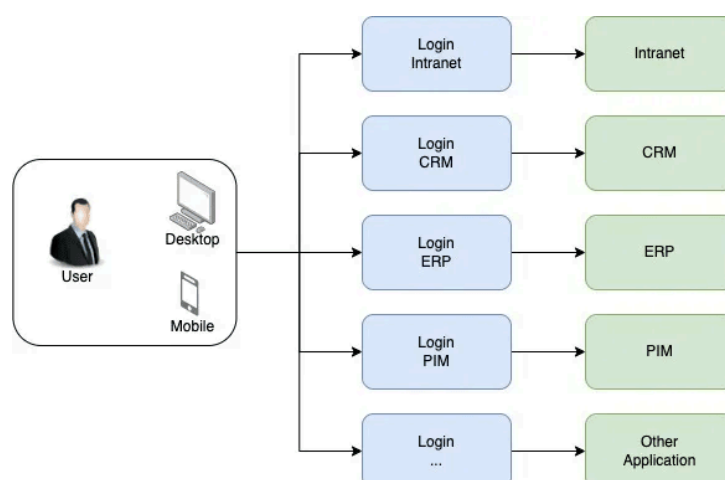 Login
Intranet
Intranet
Login
CRM
CRM
User
Desktop
Mobile
Login
ERP
ERP
Login
PIM
PIM
Login
...
Other
Application